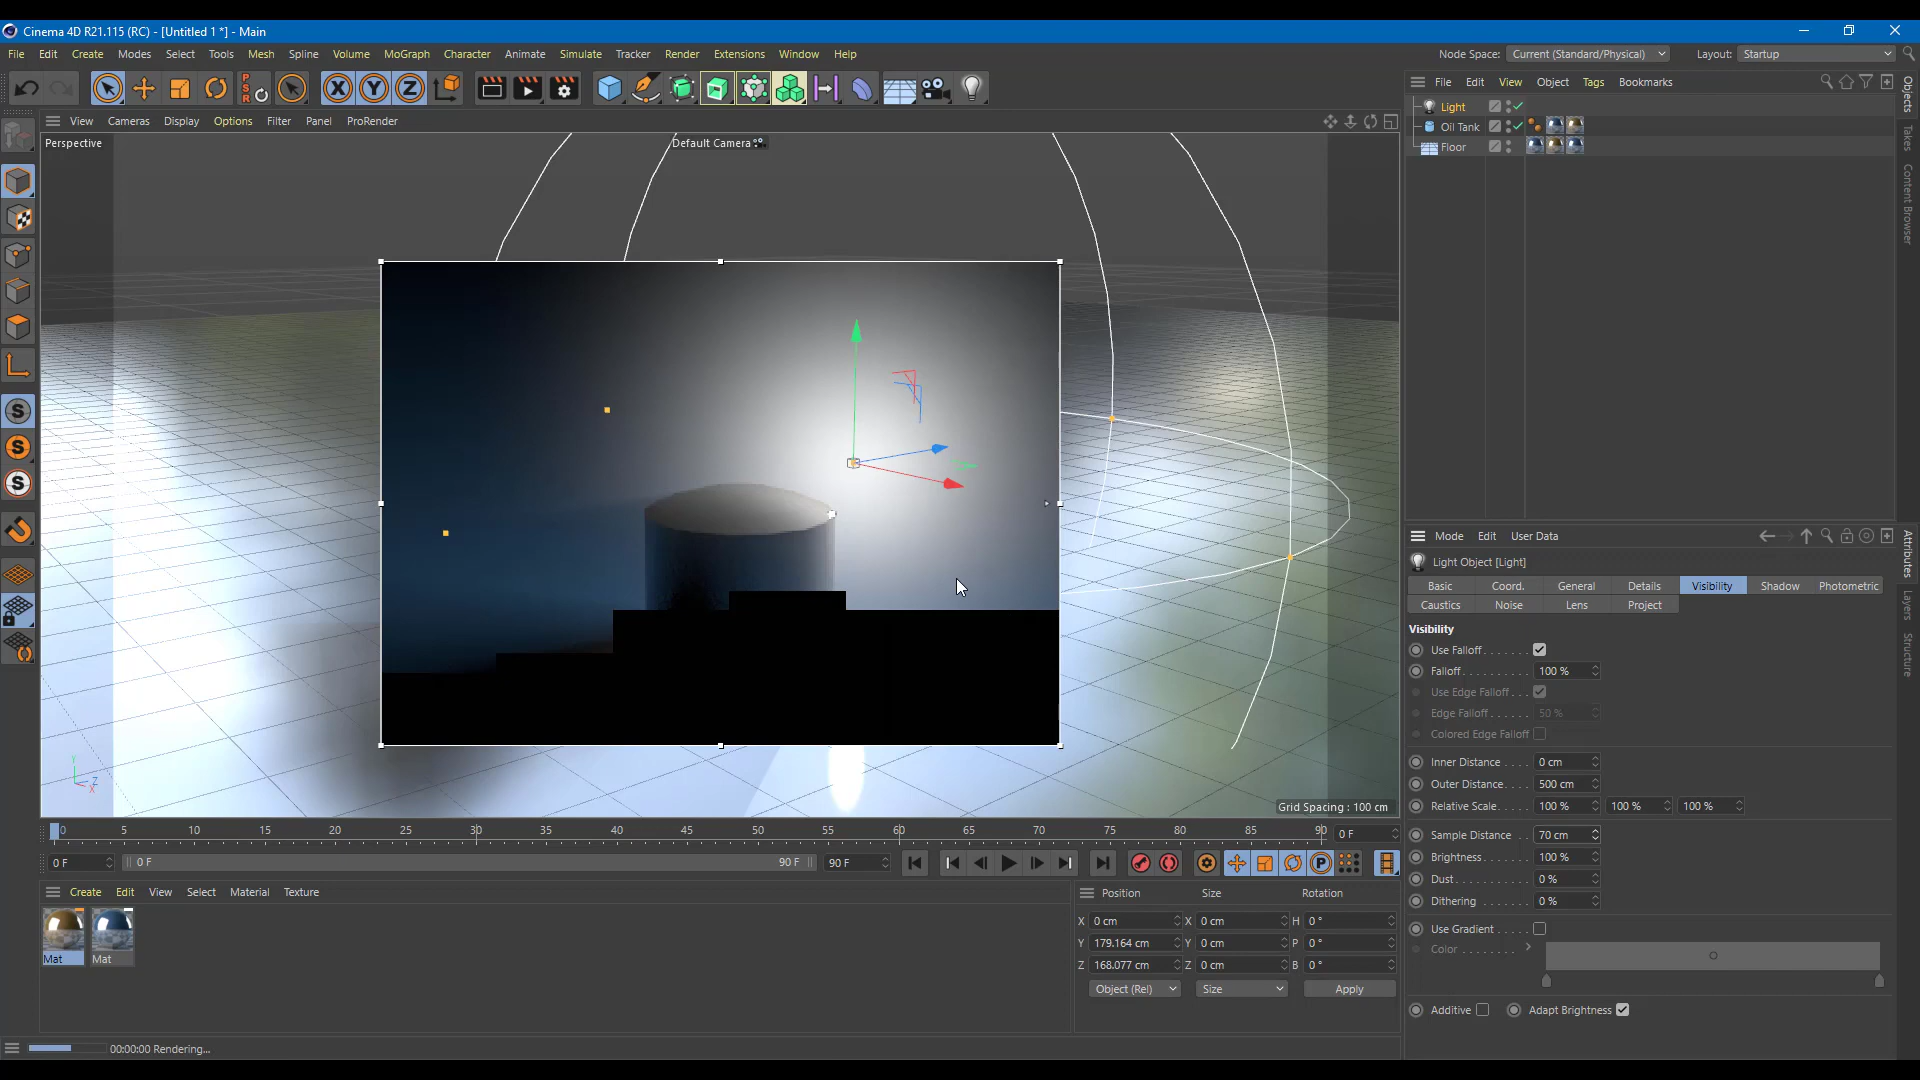 Cinema 4D R21.115 (RC) - [Untitled 1 *] - Main
File Edit Create Modes Select Tools Mesh Spline Volume MoGraph Character Animate Simulate Tracker Render Extensions Window Help Node Space: Current (Standard/Physical) Layout: Startup
PSR X Y Z
File Edit View Object Tags Bookmarks
View Cameras Display Options Filter Panel ProRender
Perspective
Default Camera
Light
Oil Tank
Floor
Objects
Takes
Content Browser
S
S
S
Y
Z
X
Grid Spacing : 100 cm
Mode Edit User Data
Light Object [Light]
Basic Coord. General Details Visibility Shadow Photometric
Caustics Noise Lens Project
Visibility
Use Falloff
Falloff 100 %
Use Edge Falloff
Edge Falloff 50 %
Colored Edge Falloff
Inner Distance 0 cm
Outer Distance 500 cm
Relative Scale 100 % 100 % 100 %
Sample Distance 70 cm
Brightness 100 %
Dust 0 %
Dithering 0 %
Use Gradient
Color
Additive Adapt Brightness
Attributes
Layers
Structure
0 5 10 15 20 25 30 35 40 45 50 55 60 65 70 75 80 85 90 0 F
0 F 0 F 90 F 90 F P
Create Edit View Select Material Texture
Mat Mat
Position Size Rotation
X 0 cm X 0 cm H 0 °
Y 179.164 cm Y 0 cm P 0 °
Z 168.077 cm Z 0 cm B 0 °
Object (Rel) Size Apply
00:00:00 Rendering...